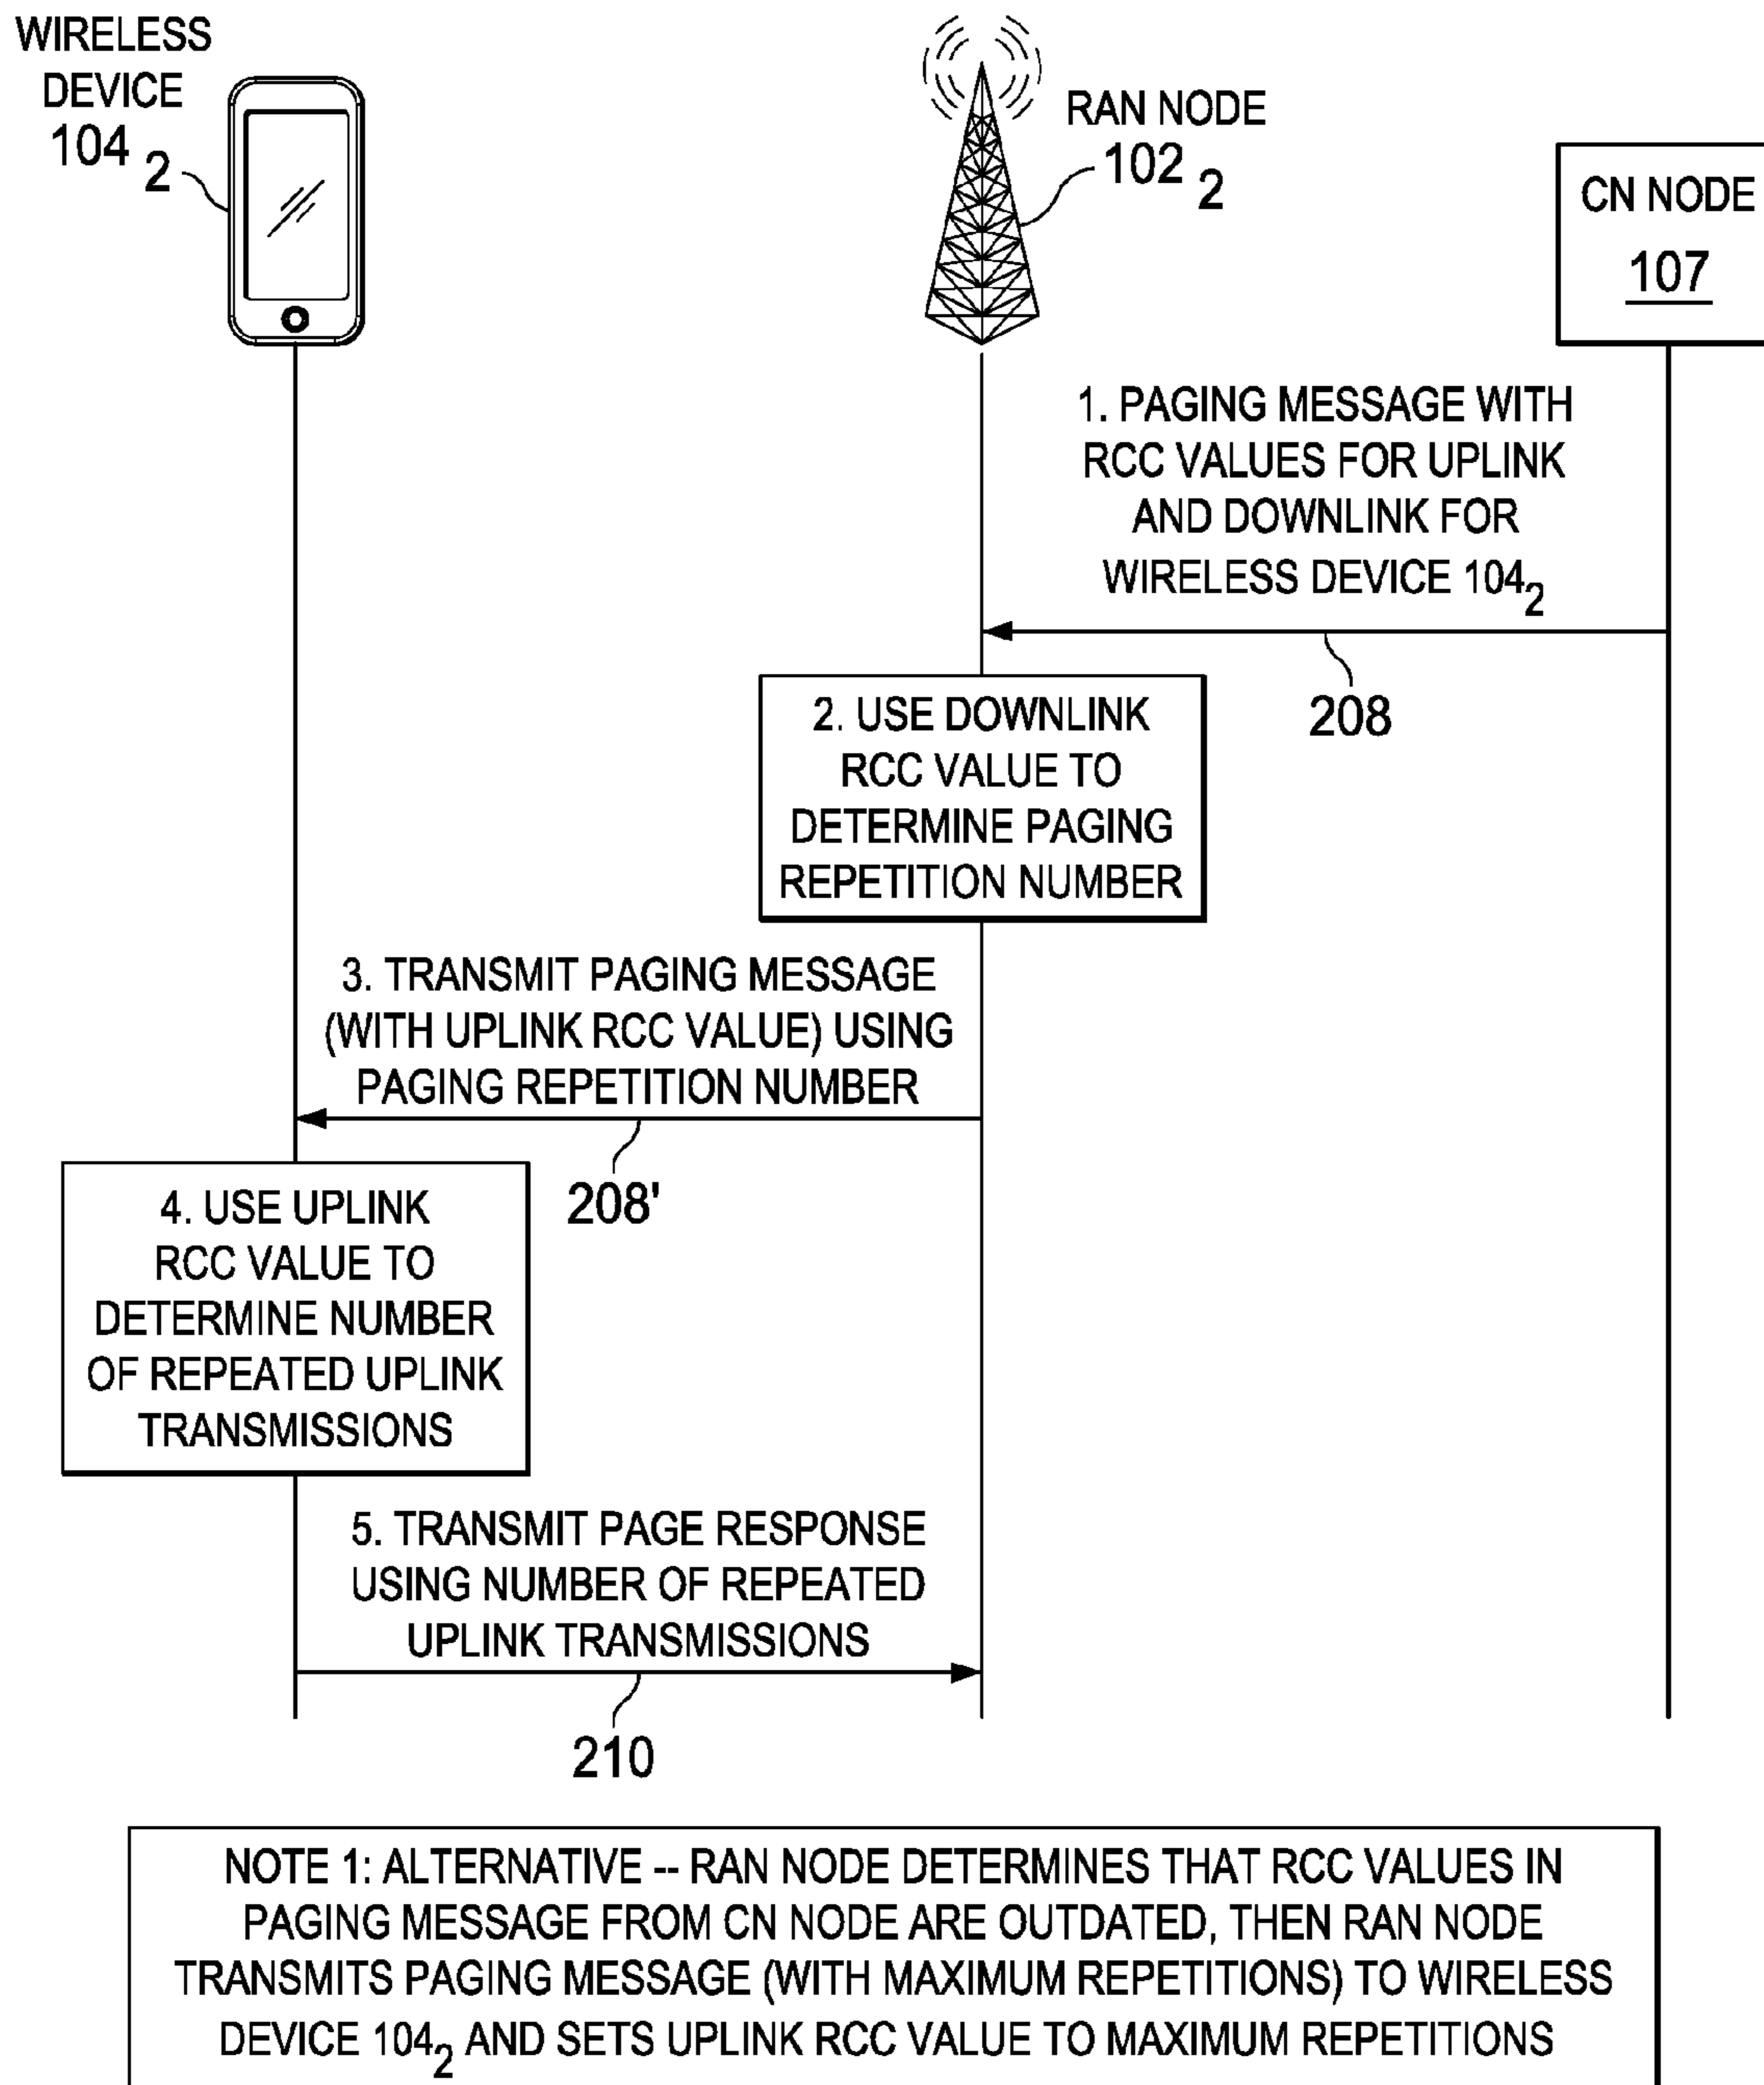 WIRELESS
DEVICE
104 2
RAN NODE
102 2
CN NODE
107
1. PAGING MESSAGE WITH
RCC VALUES FOR UPLINK
AND DOWNLINK FOR
WIRELESS DEVICE 104₂
208
2. USE DOWNLINK
RCC VALUE TO
DETERMINE PAGING
REPETITION NUMBER
3. TRANSMIT PAGING MESSAGE
(WITH UPLINK RCC VALUE) USING
PAGING REPETITION NUMBER
208'
4. USE UPLINK
RCC VALUE TO
DETERMINE NUMBER
OF REPEATED UPLINK
TRANSMISSIONS
5. TRANSMIT PAGE RESPONSE
USING NUMBER OF REPEATED
UPLINK TRANSMISSIONS
210
NOTE 1: ALTERNATIVE -- RAN NODE DETERMINES THAT RCC VALUES IN
PAGING MESSAGE FROM CN NODE ARE OUTDATED, THEN RAN NODE
TRANSMITS PAGING MESSAGE (WITH MAXIMUM REPETITIONS) TO WIRELESS
DEVICE 104₂ AND SETS UPLINK RCC VALUE TO MAXIMUM REPETITIONS